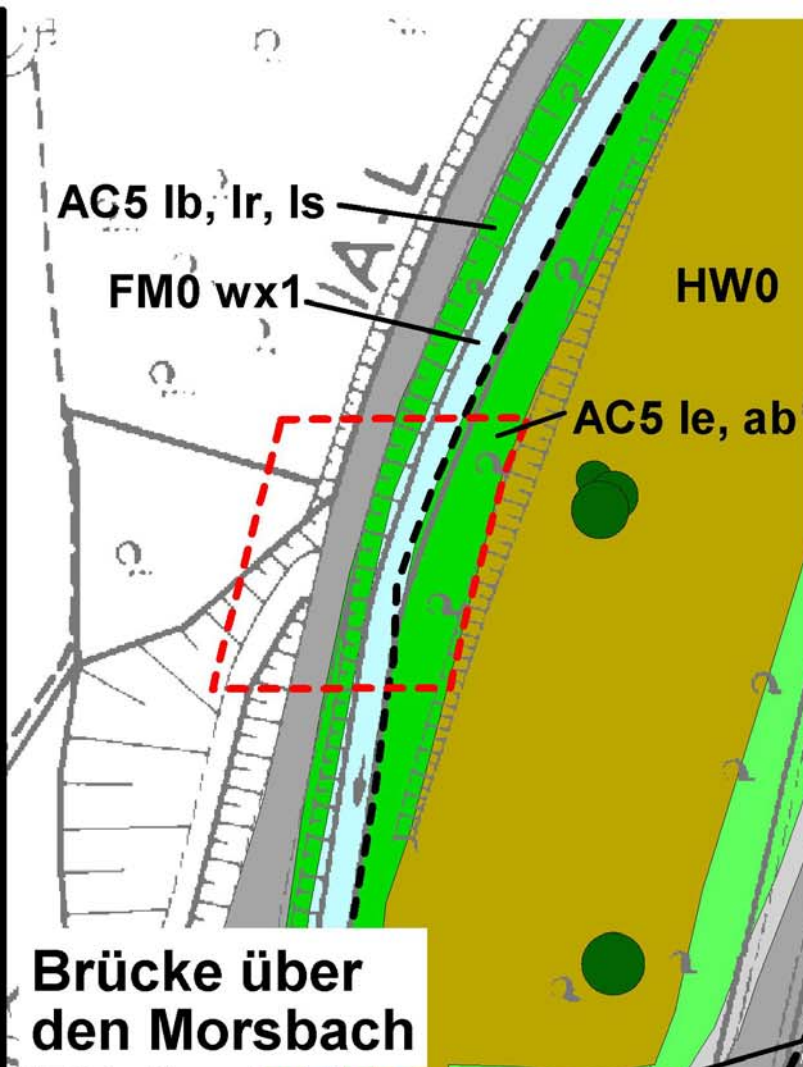 AC5 lb, lr, ls
FM0 wx1
HW0
AC5 le, ab
Brücke über
den Morsbach